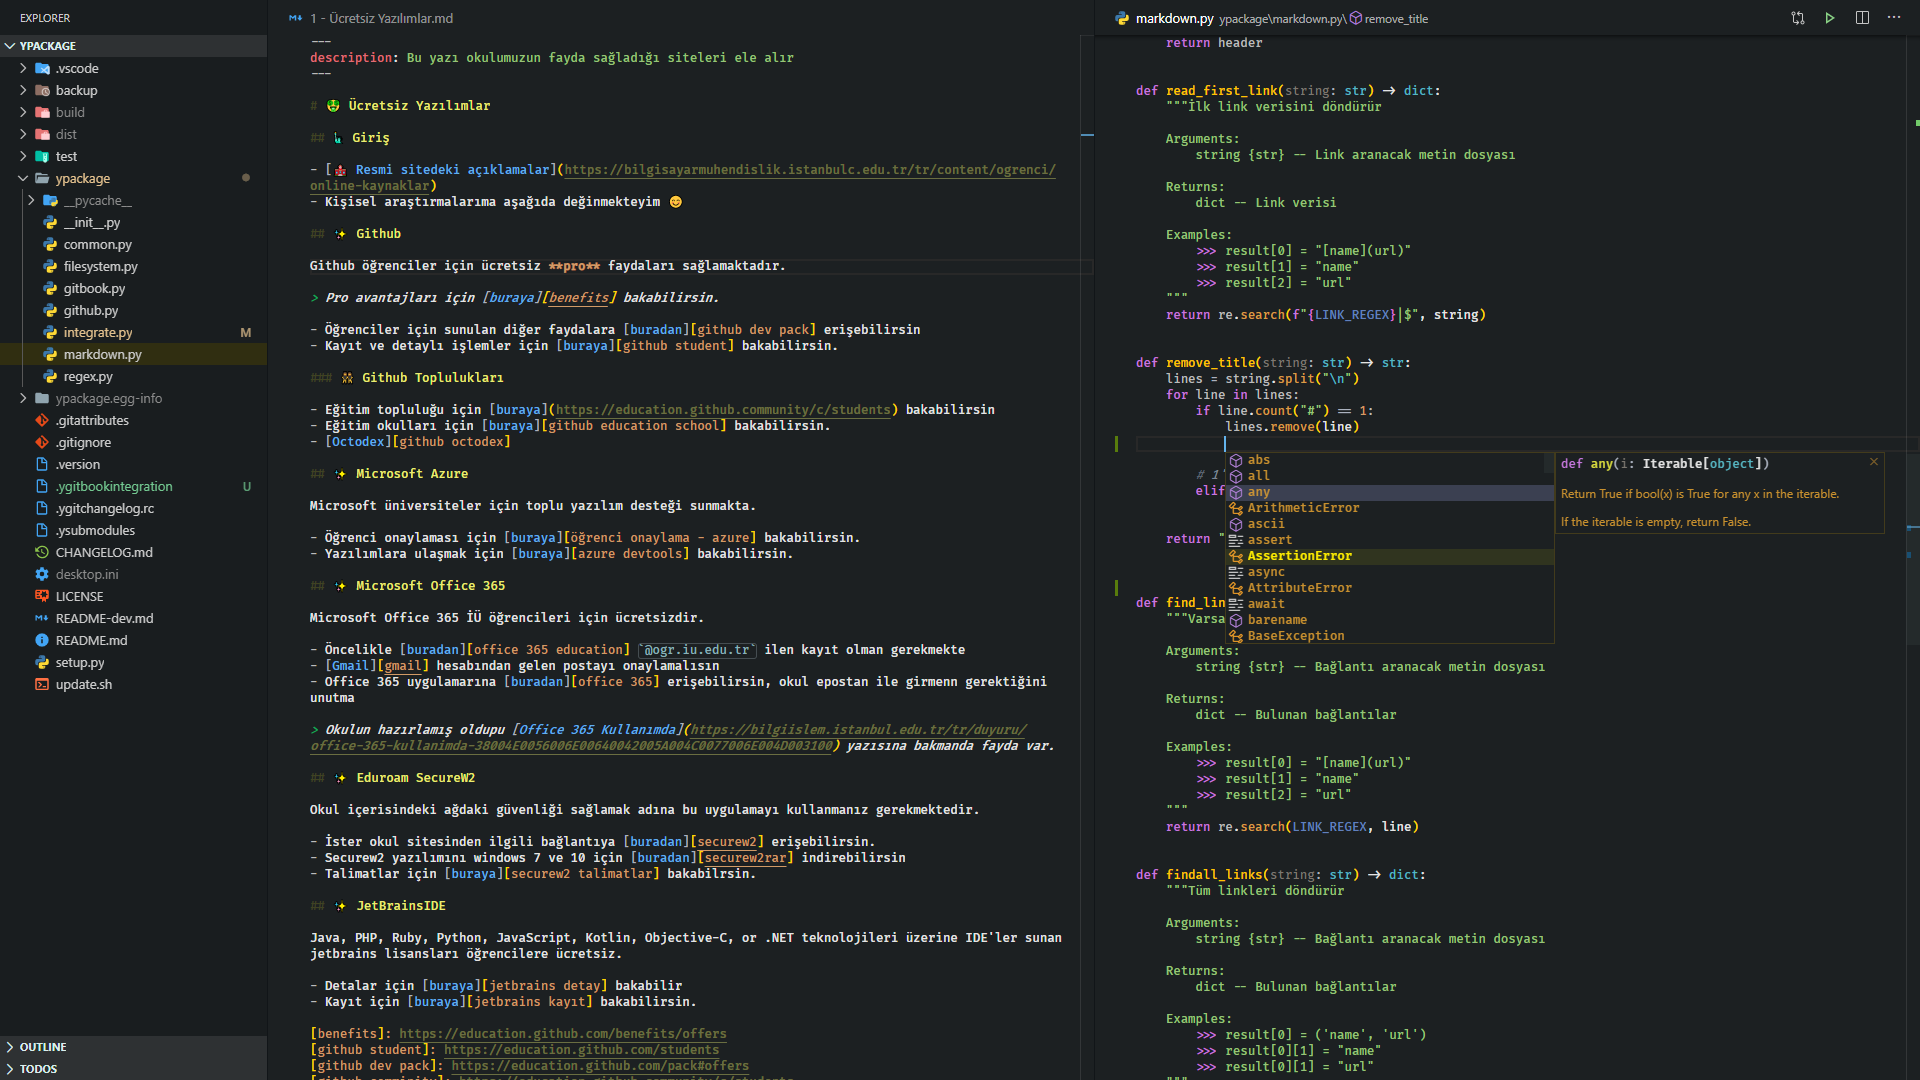 EXPLORER
YPACKAGE
.vscode
backup
build
dist
test
ypackage
__pycache__
__init__.py
common.py
filesystem.py
gitbook.py
github.py
integrate.py M
markdown.py
regex.py
ypackage.egg-info
.gitattributes
.gitignore
.version
.ygitbookintegration U
.ygitchangelog.rc
.ysubmodules
CHANGELOG.md
desktop.ini
LICENSE
README-dev.md
README.md
setup.py
update.sh
OUTLINE
TODOS
1 - Ücretsiz Yazılımlar.md
---
description: Bu yazı okulumuzun fayda sağladığı siteleri ele alır
---
# 🤑 Ücretsiz Yazılımlar
## Giriş
- [🏫 Resmi sitedeki açıklamalar](https://bilgisayarmuhendislik.istanbulc.edu.tr/tr/content/ogrenci/
online-kaynaklar)
- Kişisel araştırmalarıma aşağıda değinmekteyim 😊
## ✨ Github
Github öğrenciler için ücretsiz **pro** faydaları sağlamaktadır.
> Pro avantajları için [buraya][benefits] bakabilirsin.
- Öğrenciler için sunulan diğer faydalara [buradan][github dev pack] erişebilirsin
- Kayıt ve detaylı işlemler için [buraya][github student] bakabilirsin.
### Github Toplulukları
- Eğitim topluluğu için [buraya](https://education.github.community/c/students) bakabilirsin
- Eğitim okulları için [buraya][github education school] bakabilirsin.
- [Octodex][github octodex]
## ✨ Microsoft Azure
Microsoft üniversiteler için toplu yazılım desteği sunmakta.
- Öğrenci onaylaması için [buraya][öğrenci onaylama - azure] bakabilirsin.
- Yazılımlara ulaşmak için [buraya][azure devtools] bakabilirsin.
## ✨ Microsoft Office 365
Microsoft Office 365 İÜ öğrencileri için ücretsizdir.
- Öncelikle [buradan][office 365 education] `@ogr.iu.edu.tr` ilen kayıt olman gerekmekte
- [Gmail][gmail] hesabından gelen postayı onaylamalısın
- Office 365 uygulamarına [buradan][office 365] erişebilirsin, okul epostan ile girmenn gerektiğini
unutma
> Okulun hazırlamış oldupu [Office 365 Kullanımda](https://bilgiislem.istanbul.edu.tr/tr/duyuru/
office-365-kullanimda-38004E0056006E00640042005A004C0077006E004D003100) yazısına bakmanda fayda var.
## ✨ Eduroam SecureW2
Okul içerisindeki ağdaki güvenliği sağlamak adına bu uygulamayı kullanmanız gerekmektedir.
- İster okul sitesinden ilgili bağlantıya [buradan][securew2] erişebilirsin.
- Securew2 yazılımını windows 7 ve 10 için [buradan][securew2rar] indirebilirsin
- Talimatlar için [buraya][securew2 talimatlar] bakabilrsin.
## ✨ JetBrainsIDE
Java, PHP, Ruby, Python, JavaScript, Kotlin, Objective-C, or .NET teknolojileri üzerine IDE'ler sunan
jetbrains lisansları öğrencilere ücretsiz.
- Detalar için [buraya][jetbrains detay] bakabilir
- Kayıt için [buraya][jetbrains kayıt] bakabilirsin.
[benefits]: https://education.github.com/benefits/offers
[github student]: https://education.github.com/students
[github dev pack]: https://education.github.com/pack#offers
markdown.py ypackage\markdown.py\ remove_title
return header
def read_first_link(string: str) → dict:
"""İlk link verisini döndürür
Arguments:
string {str} -- Link aranacak metin dosyası
Returns:
dict -- Link verisi
Examples:
>>> result[0] = "[name](url)"
>>> result[1] = "name"
>>> result[2] = "url"
"""
return re.search(f"{LINK_REGEX}|$", string)
def remove_title(string: str) → str:
lines = string.split("\n")
for line in lines:
if line.count("#") == 1:
lines.remove(line)
# 1
elif
return "
abs
all
any
ArithmeticError
ascii
assert
AssertionError
async
AttributeError
await
barename
BaseException
def any(i: Iterable[object])
Return True if bool(x) is True for any x in the iterable.
If the iterable is empty, return False.
def find_lin
"""Varsa
Arguments:
string {str} -- Bağlantı aranacak metin dosyası
Returns:
dict -- Bulunan bağlantılar
Examples:
>>> result[0] = "[name](url)"
>>> result[1] = "name"
>>> result[2] = "url"
"""
return re.search(LINK_REGEX, line)
def findall_links(string: str) → dict:
"""Tüm linkleri döndürür
Arguments:
string {str} -- Bağlantı aranacak metin dosyası
Returns:
dict -- Bulunan bağlantılar
Examples:
>>> result[0] = ('name', 'url')
>>> result[0][1] = "name"
>>> result[0][1] = "url"
"""